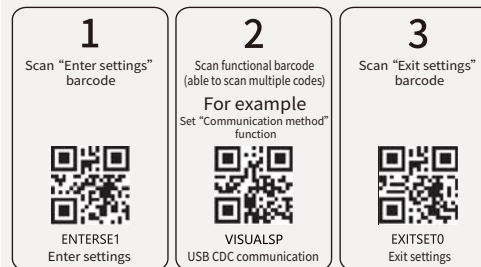 1
Scan “Enter settings”
barcode
ENTERSE1
Enter settings
2
Scan functional barcode
(able to scan multiple codes)
For example
Set “Communication method”
function
VISUALSP
USB CDC communication
3
Scan “Exit settings”
barcode
EXITSET0
Exit settings